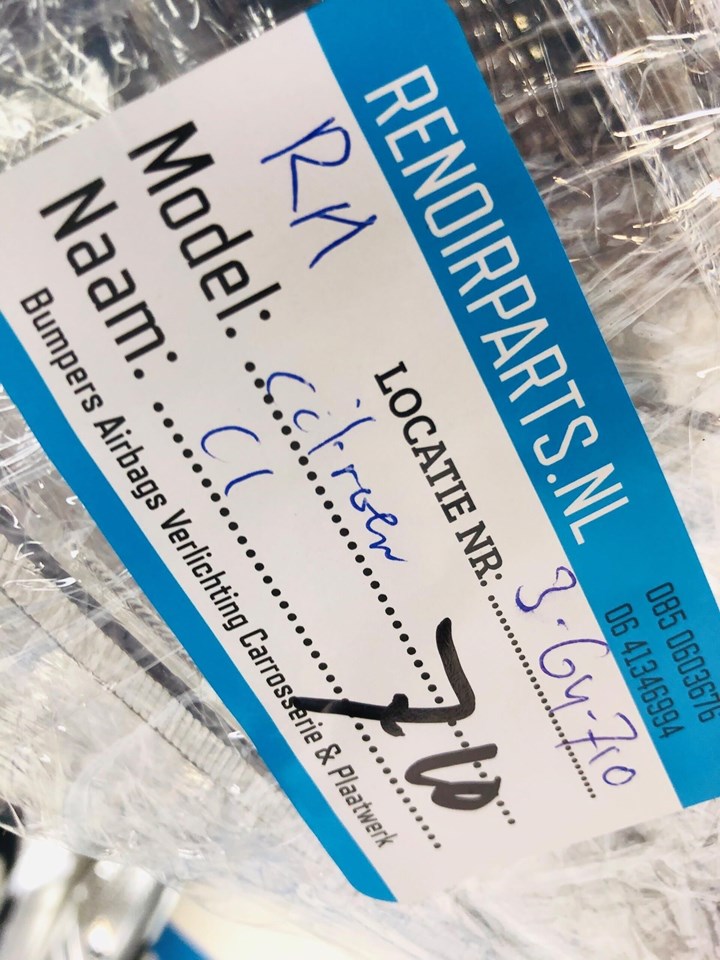 RENOIRPARTS.NL
085 0603676
06 41346994
RH
LOCATIE NR: 3-G4-710
Model: Citroen
Naam: C1
Bumpers Airbags Verlichting Carrosserie & Plaatwerk